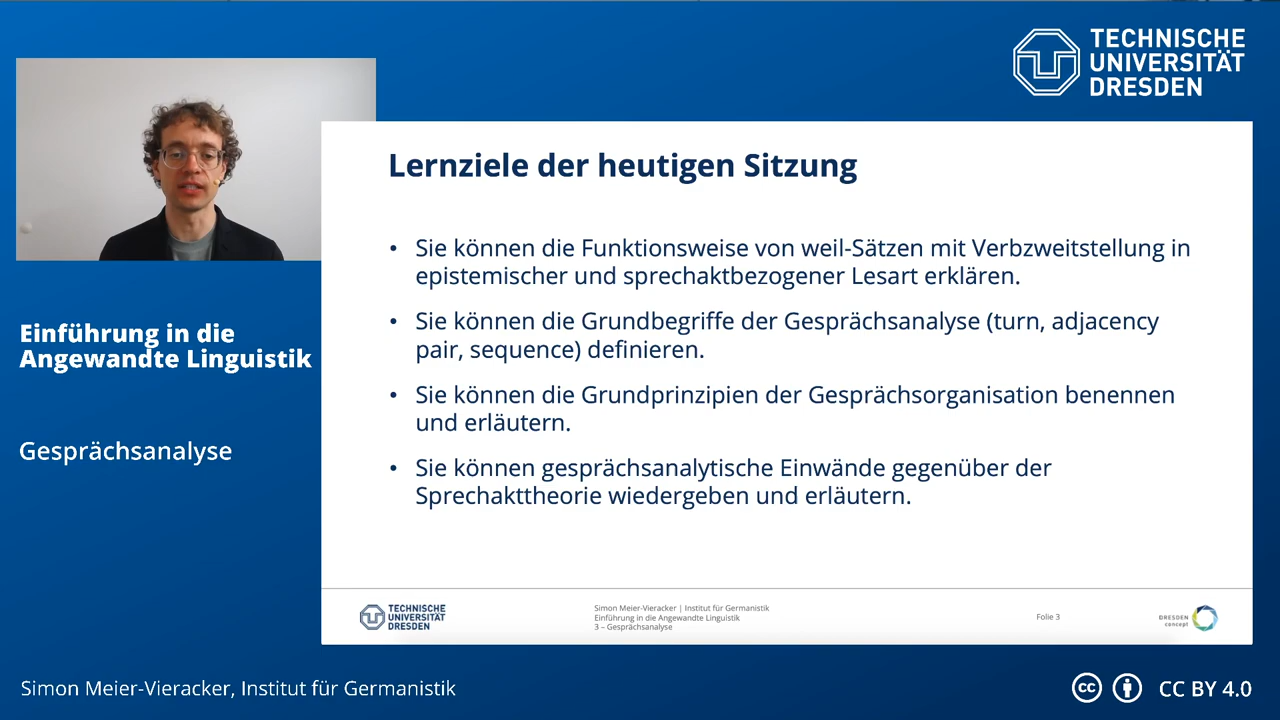 TECHNISCHE
UNIVERSITÄT
DRESDEN
Lernziele der heutigen Sitzung
• Sie können die Funktionsweise von weil-Sätzen mit Verbzweitstellung in
epistemischer und sprechaktbezogener Lesart erklären.
• Sie können die Grundbegriffe der Gesprächsanalyse (turn, adjacency
pair, sequence) definieren.
• Sie können die Grundprinzipien der Gesprächsorganisation benennen
und erläutern.
• Sie können gesprächsanalytische Einwände gegenüber der
Sprechakttheorie wiedergeben und erläutern.
Einführung in die
Angewandte Linguistik
Gesprächsanalyse
TECHNISCHE
UNIVERSITÄT
DRESDEN
Simon Meier-Vieracker | Institut für Germanistik
Einführung in die Angewandte Linguistik
3 – Gesprächsanalyse
Folie 3
DRESDEN
concept
Simon Meier-Vieracker, Institut für Germanistik
cc
CC BY 4.0